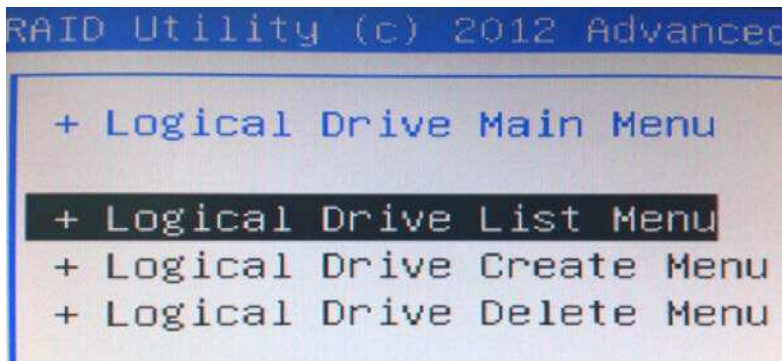 RAID Utility (c) 2012 Advanced
+ Logical Drive Main Menu
+ Logical Drive List Menu
+ Logical Drive Create Menu
+ Logical Drive Delete Menu